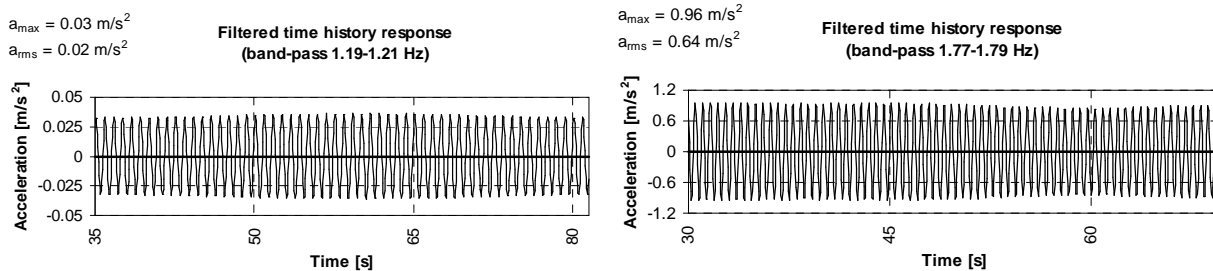 a_max = 0.03 m/s²
a_rms = 0.02 m/s²
Filtered time history response
(band-pass 1.19-1.21 Hz)
Acceleration [m/s²]
0.05
0.025
0
-0.025
-0.05
35
50
65
80
Time [s]
a_max = 0.96 m/s²
a_rms = 0.64 m/s²
Filtered time history response
(band-pass 1.77-1.79 Hz)
Acceleration [m/s²]
1.2
0.6
0
-0.6
-1.2
30
45
60
Time [s]